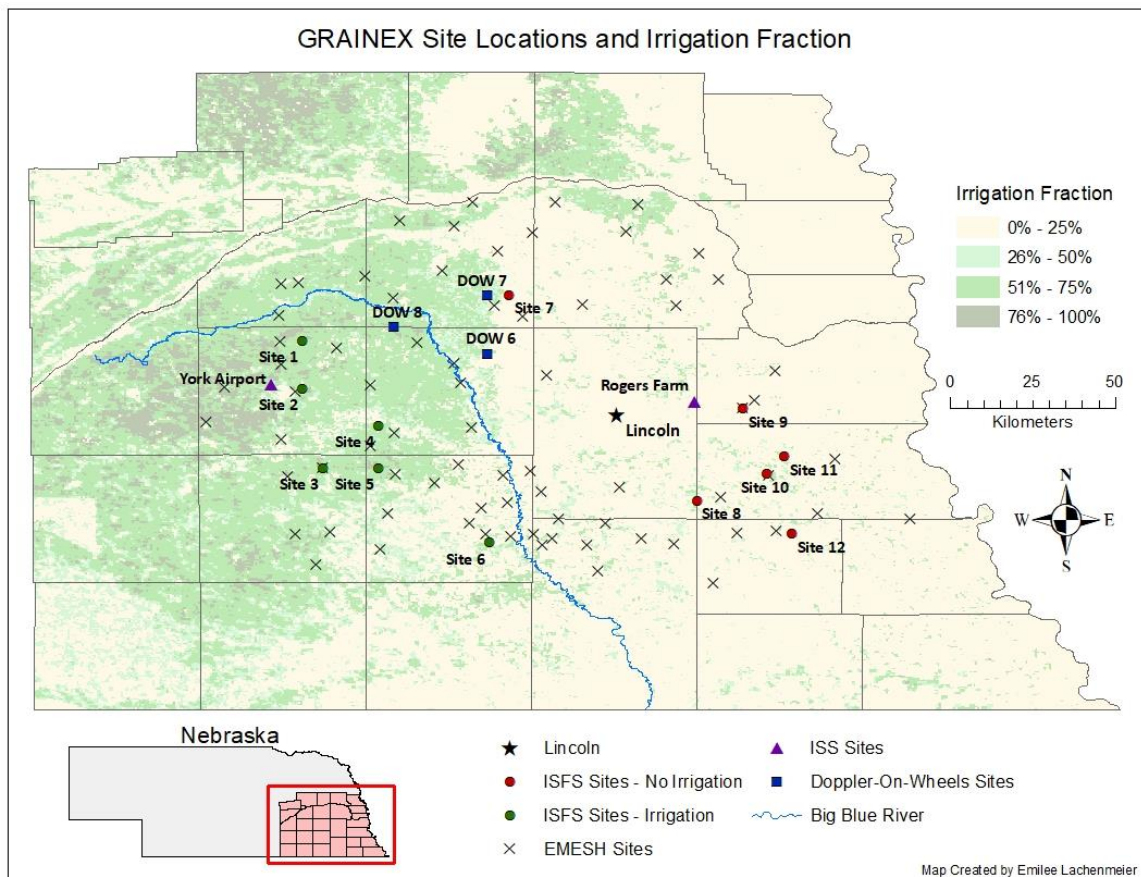 GRAINEX Site Locations and Irrigation Fraction
Irrigation Fraction
0% - 25%
26% - 50%
51% - 75%
76% - 100%
0 25 50
Kilometers
N
W E
S
DOW 7
Site 7
DOW 8
DOW 6
Site 1
York Airport
Site 2
Rogers Farm
Lincoln
Site 9
Site 4
Site 11
Site 3
Site 5
Site 10
Site 8
Site 6
Site 12
Nebraska
Lincoln
ISFS Sites - No Irrigation
ISFS Sites - Irrigation
EMESH Sites
ISS Sites
Doppler-On-Wheels Sites
Big Blue River
Map Created by Emilee Lachenmeier